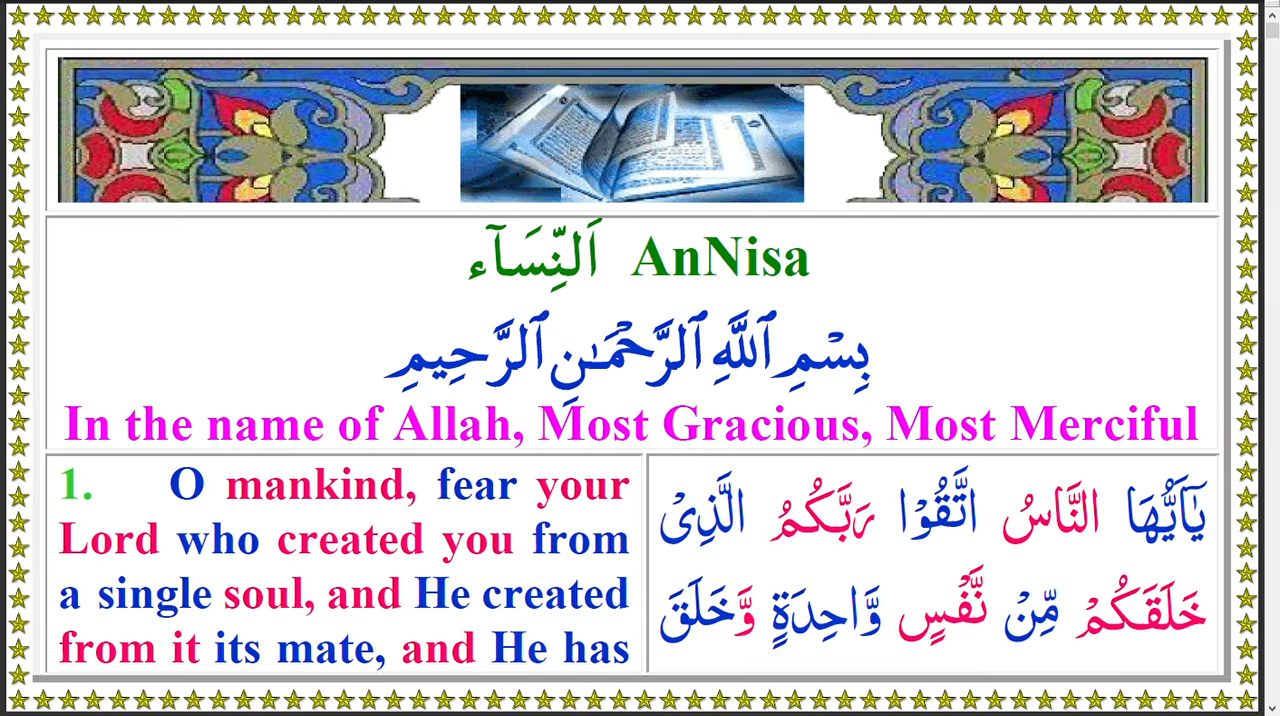 اَلنِّسَآء AnNisa
بِسْمِ ٱللَّهِ ٱلرَّحْمَـٰنِ ٱلرَّحِيمِ
In the name of Allah, Most Gracious, Most Merciful
1. O mankind, fear your
Lord who created you from
a single soul, and He created
from it its mate, and He has
يٰٓاَيُّهَا النَّاسُ اتَّقُوْا رَبَّكُمُ الَّذِىْ
خَلَقَكُمْ مِّنْ نَّفْسٍ وَّاحِدَةٍ وَّخَلَقَ